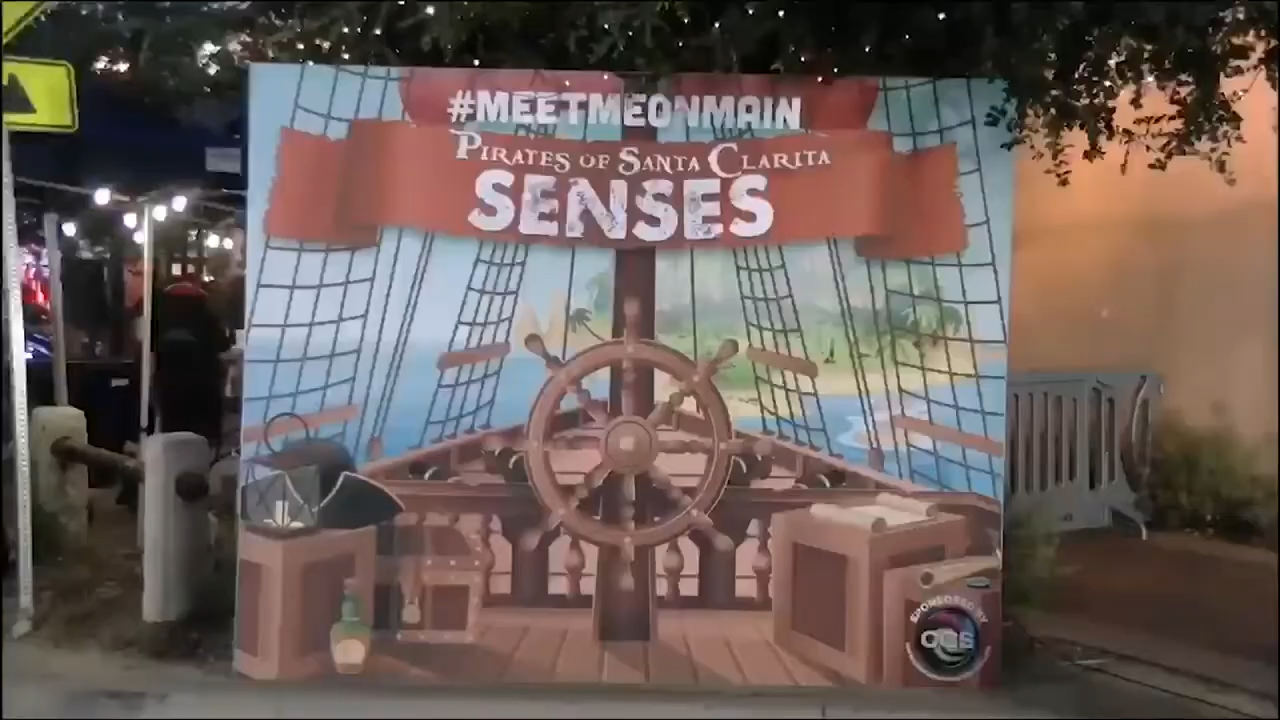 #MEETMEONMAIN
PIRATES OF SANTA CLARITA
SENSES
SPONSORED BY